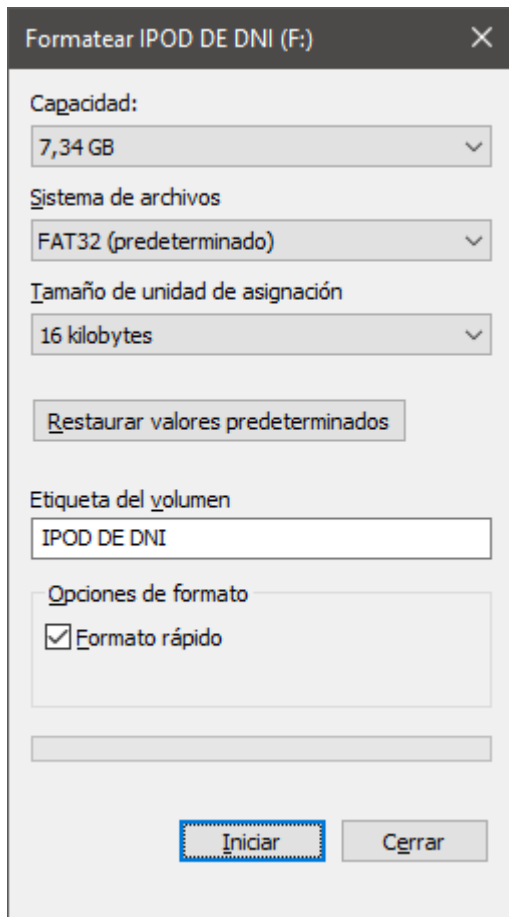 Formatear IPOD DE DNI (F:)
Capacidad:
7,34 GB
Sistema de archivos
FAT32 (predeterminado)
Tamaño de unidad de asignación
16 kilobytes
Restaurar valores predeterminados
Etiqueta del volumen
IPOD DE DNI
Opciones de formato
Formato rápido
Iniciar Cerrar